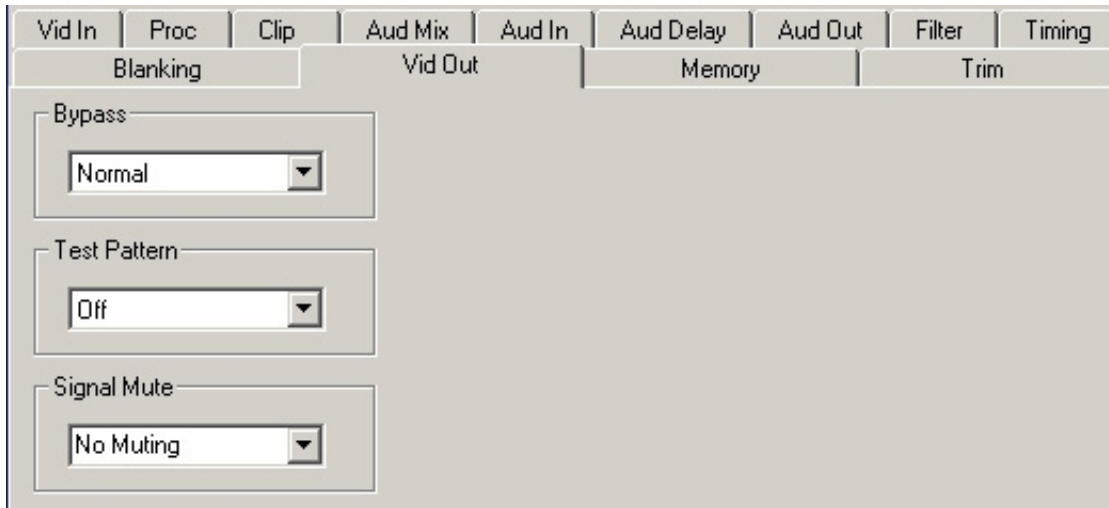 Vid In Proc Clip Aud Mix Aud In Aud Delay Aud Out Filter Timing
Blanking Vid Out Memory Trim
Bypass
Normal
Test Pattern
Off
Signal Mute
No Muting